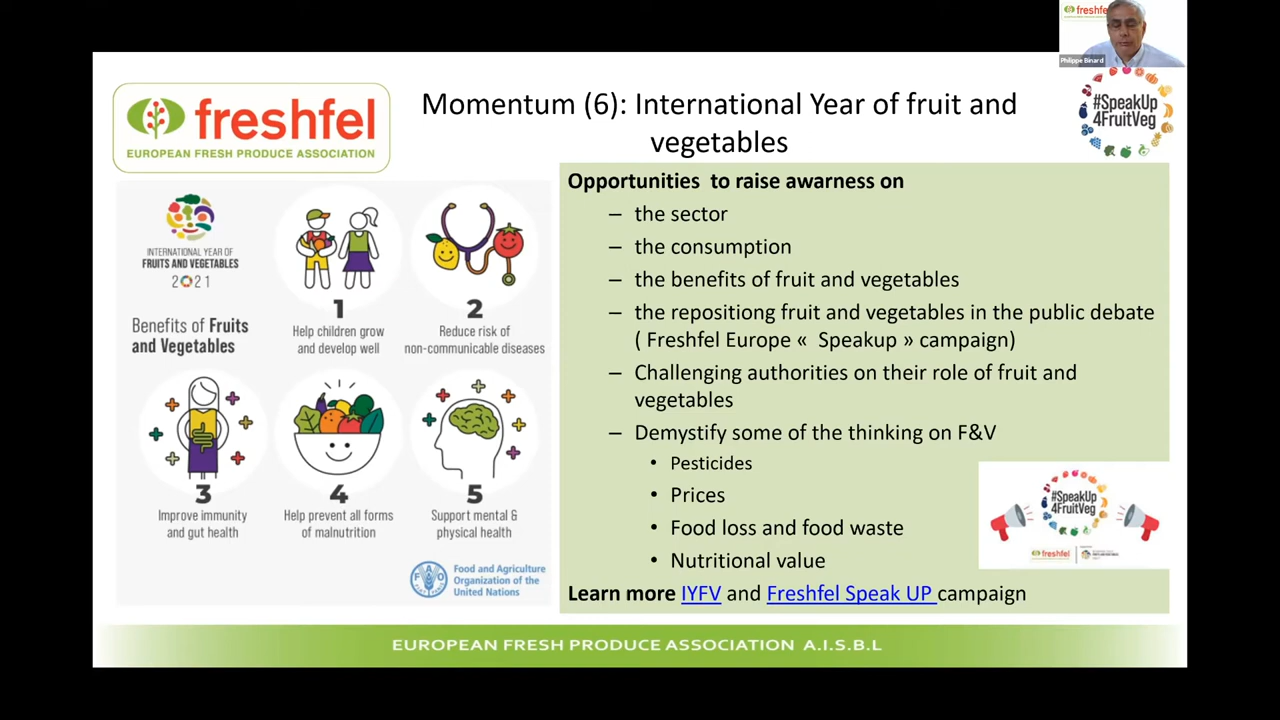 freshfel
EUROPEAN FRESH PRODUCE ASSOCIATION
Momentum (6): International Year of fruit and
vegetables
freshfel
Philippe Binard
#SpeakUp
4FruitVeg
INTERNATIONAL YEAR OF
FRUITS AND VEGETABLES
2021
Benefits of Fruits
and Vegetables
1
Help children grow
and develop well
2
Reduce risk of
non-communicable diseases
3
Improve immunity
and gut health
4
Help prevent all forms
of malnutrition
5
Support mental &
physical health
FAO
Food and Agriculture
Organization of the
United Nations
Opportunities to raise awarness on
– the sector
– the consumption
– the benefits of fruit and vegetables
– the repositiong fruit and vegetables in the public debate
( Freshfel Europe « Speakup » campaign)
– Challenging authorities on their role of fruit and
vegetables
– Demystify some of the thinking on F&V
• Pesticides
• Prices
• Food loss and food waste
• Nutritional value
#SpeakUp
4FruitVeg
freshfel
Learn more IYFV and Freshfel Speak UP campaign
EUROPEAN FRESH PRODUCE ASSOCIATION A.I.S.B.L